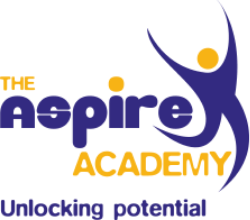 THE
Aspire
ACADEMY
Unlocking potential